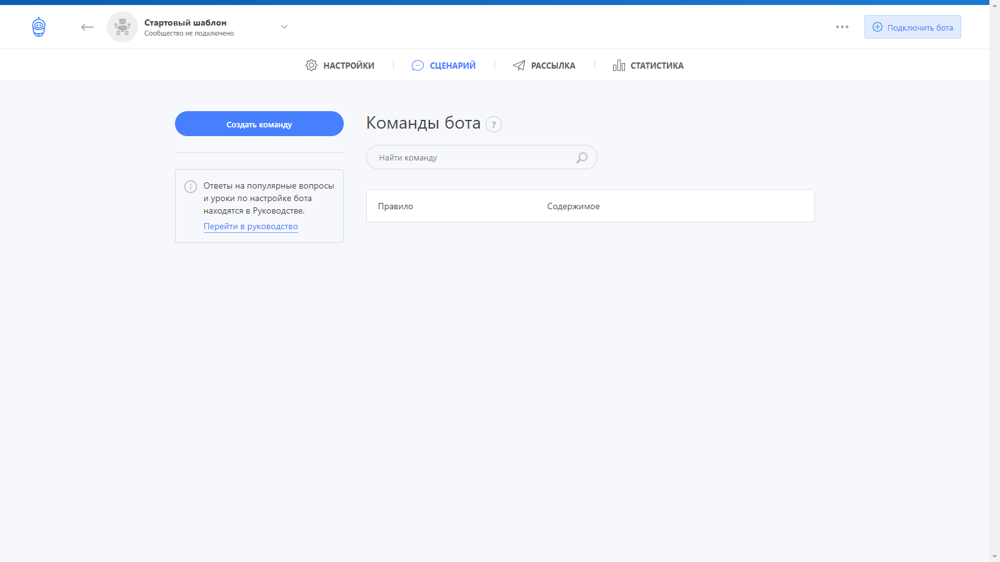 Стартовый шаблон
Сообщество не подключено
Подключить бота
НАСТРОЙКИ
СЦЕНАРИЙ
РАССЫЛКА
СТАТИСТИКА
Создать команду
Ответы на популярные вопросы
и уроки по настройке бота
находятся в Руководстве.
Перейти в руководство
Команды бота ?
Найти команду
Правило
Содержимое